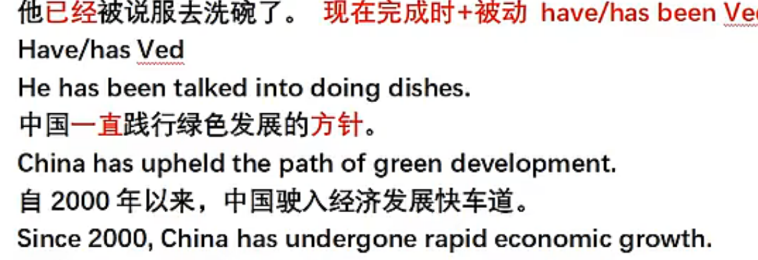 他已经被说服去洗碗了。 现在完成时+被动 have/has been
Have/has Ved
He has been talked into doing dishes.
中国一直践行绿色发展的方针。
China has upheld the path of green development.
自 2000 年以来，中国驶入经济发展快车道。
Since 2000, China has undergone rapid economic growth.